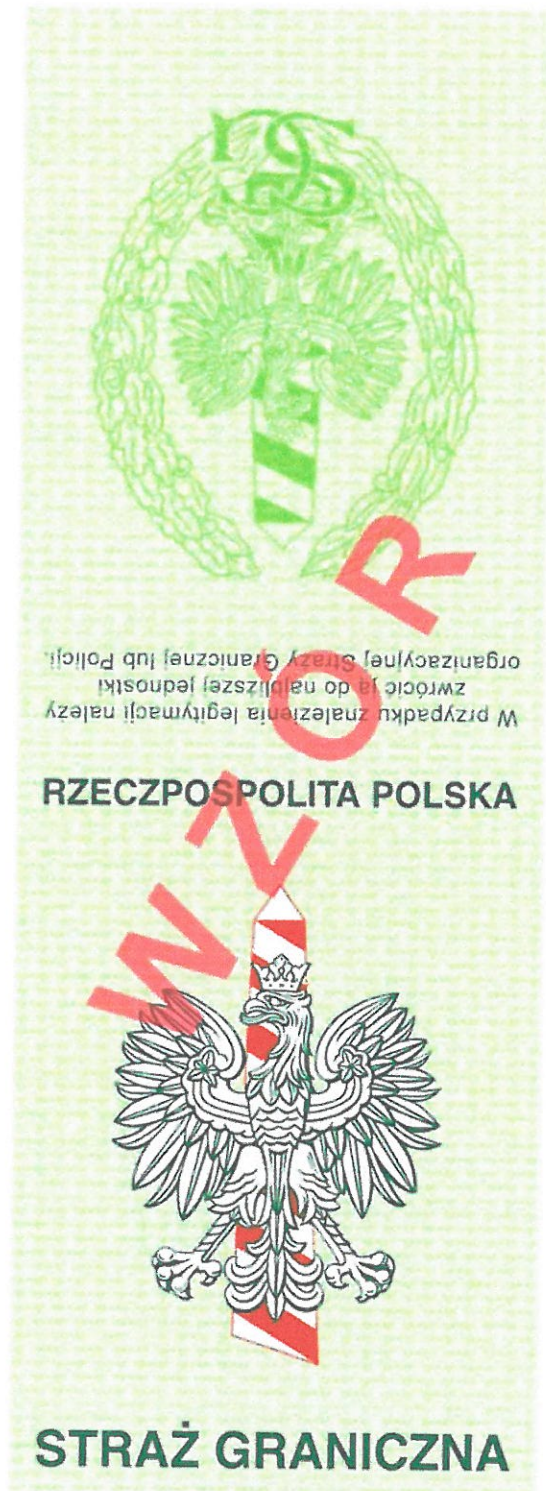 SG
W przypadku znalezienia legitymacji należy
zwrócić ją do najbliższej jednostki
organizacyjnej Straży Granicznej lub Policji.
RZECZPOSPOLITA POLSKA
WZÓR
STRAŻ GRANICZNA